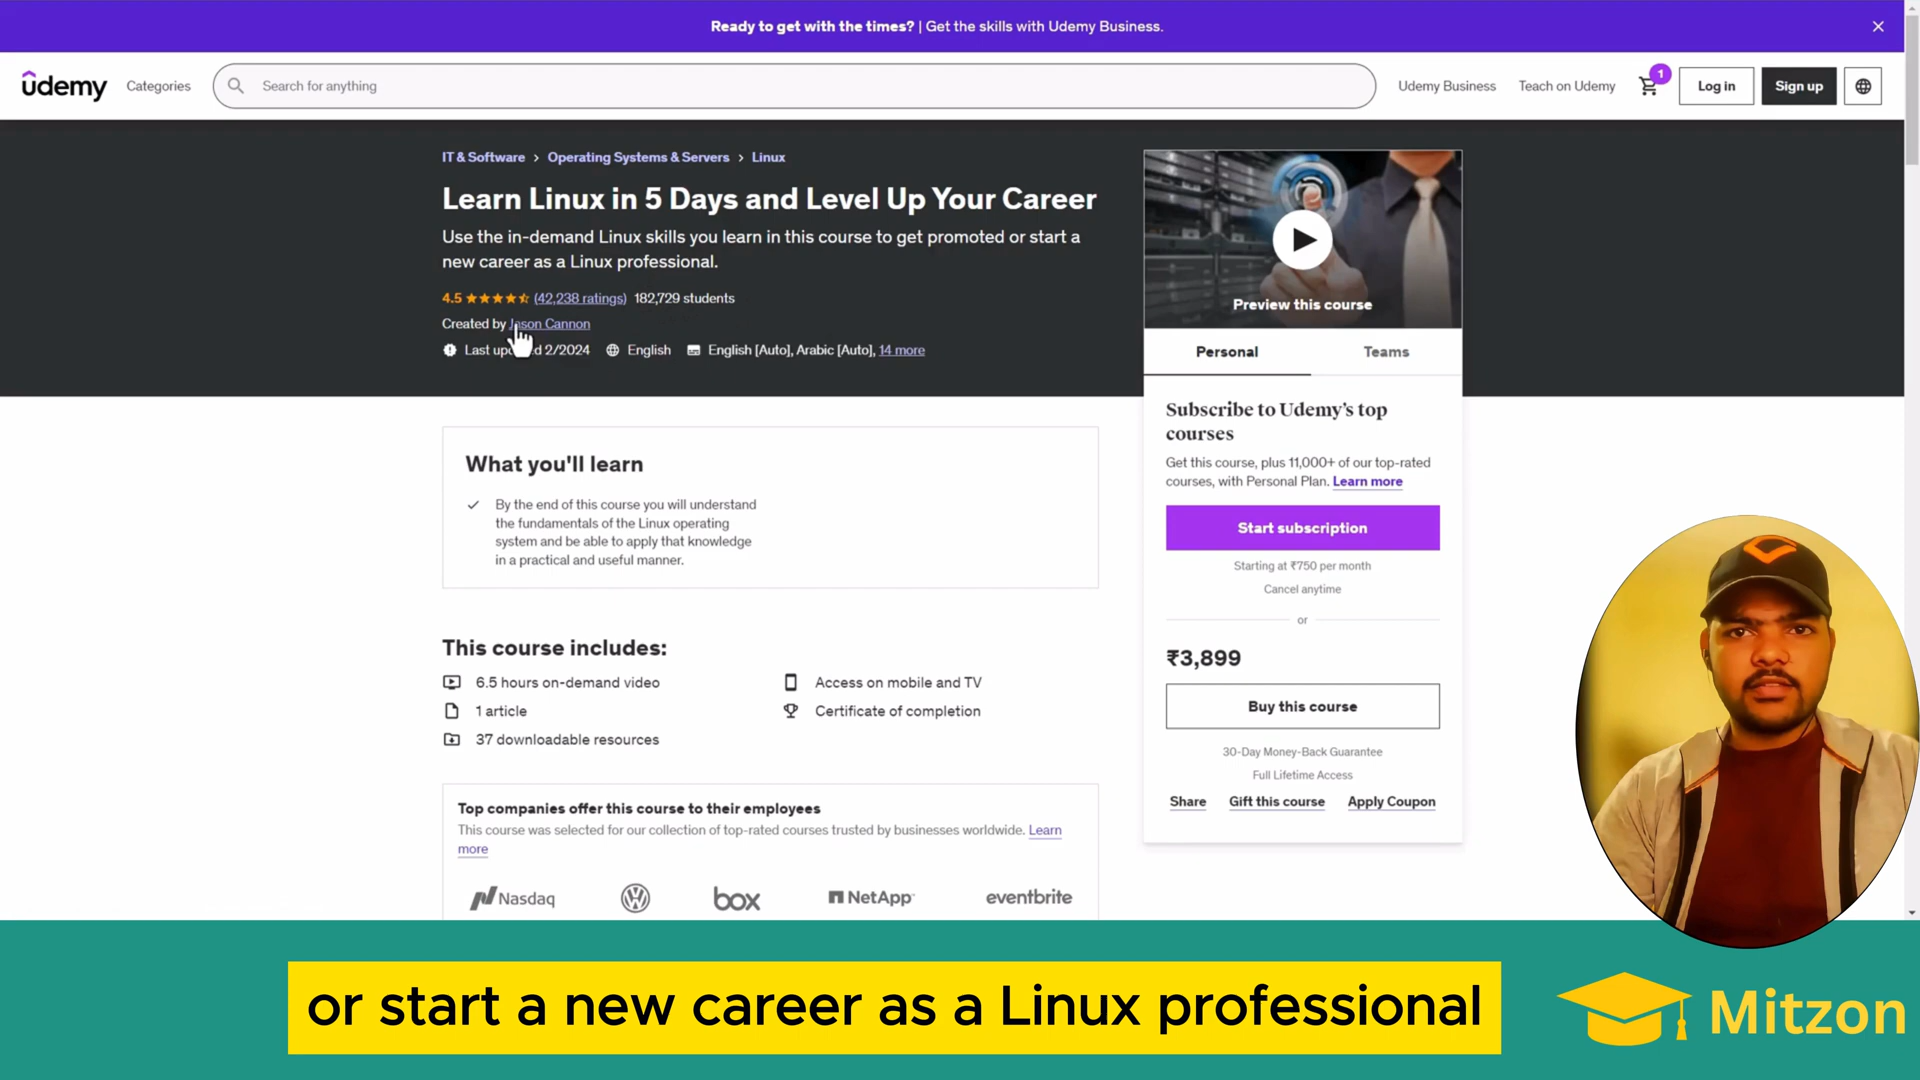 Ready to get with the times? | Get the skills with Udemy Business.
udemy
Categories
Search for anything
Udemy Business
Teach on Udemy
1
Log in
Sign up
IT & Software > Operating Systems & Servers > Linux
Learn Linux in 5 Days and Level Up Your Career
Use the in-demand Linux skills you learn in this course to get promoted or start a
new career as a Linux professional.
4.5 (42,238 ratings) 182,729 students
Created by Jason Cannon
Last updated 2/2024 English English [Auto], Arabic [Auto], 14 more
Preview this course
Personal
Teams
Subscribe to Udemy's top
courses
Get this course, plus 11,000+ of our top-rated
courses, with Personal Plan. Learn more
Start subscription
Starting at ₹750 per month
Cancel anytime
or
₹3,899
Buy this course
30-Day Money-Back Guarantee
Full Lifetime Access
Share
Gift this course
Apply Coupon
What you'll learn
By the end of this course you will understand
the fundamentals of the Linux operating
system and be able to apply that knowledge
in a practical and useful manner.
This course includes:
6.5 hours on-demand video
Access on mobile and TV
1 article
Certificate of completion
37 downloadable resources
Top companies offer this course to their employees
This course was selected for our collection of top-rated courses trusted by businesses worldwide. Learn
more
Nasdaq
box
NetApp
eventbrite
or start a new career as a Linux professional
Mitzon